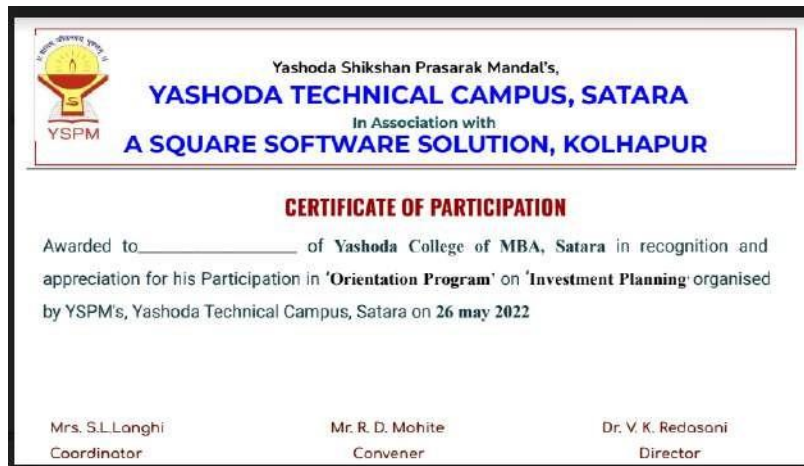 YSPM
Yashoda Shikshan Prasarak Mandal's,
YASHODA TECHNICAL CAMPUS, SATARA
In Association with
A SQUARE SOFTWARE SOLUTION, KOLHAPUR
CERTIFICATE OF PARTICIPATION
Awarded to_________________ of Yashoda College of MBA, Satara in recognition and
appreciation for his Participation in 'Orientation Program' on 'Investment Planning' organised
by YSPM's, Yashoda Technical Campus, Satara on 26 may 2022
Mrs. S.L.Langhi Mr. R. D. Mohite Dr. V. K. Redasani
Coordinator Convener Director